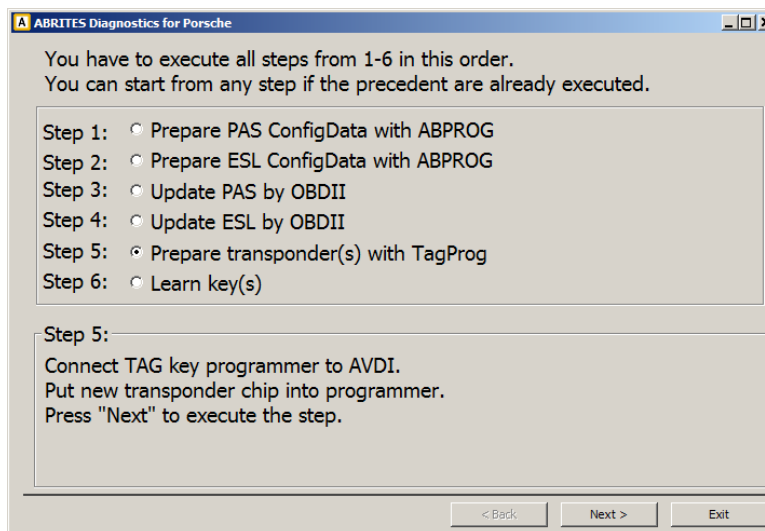 A ABRITES Diagnostics for Porsche
You have to execute all steps from 1-6 in this order.
You can start from any step if the precedent are already executed.
Step 1: Prepare PAS ConfigData with ABPROG
Step 2: Prepare ESL ConfigData with ABPROG
Step 3: Update PAS by OBDII
Step 4: Update ESL by OBDII
Step 5: Prepare transponder(s) with TagProg
Step 6: Learn key(s)
Step 5:
Connect TAG key programmer to AVDI.
Put new transponder chip into programmer.
Press "Next" to execute the step.
< Back Next > Exit